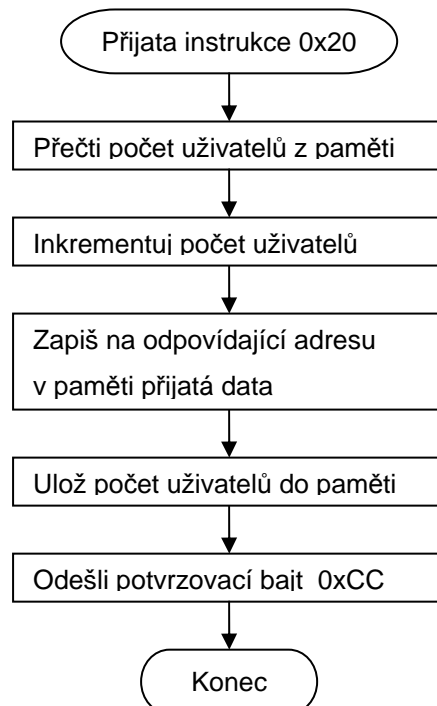 Přijata instrukce 0x20
Přečti počet uživatelů z paměti
Inkrementuj počet uživatelů
Zapiš na odpovídající adresu
v paměti přijatá data
Ulož počet uživatelů do paměti
Odešli potvrzovací bajt 0xCC
Konec